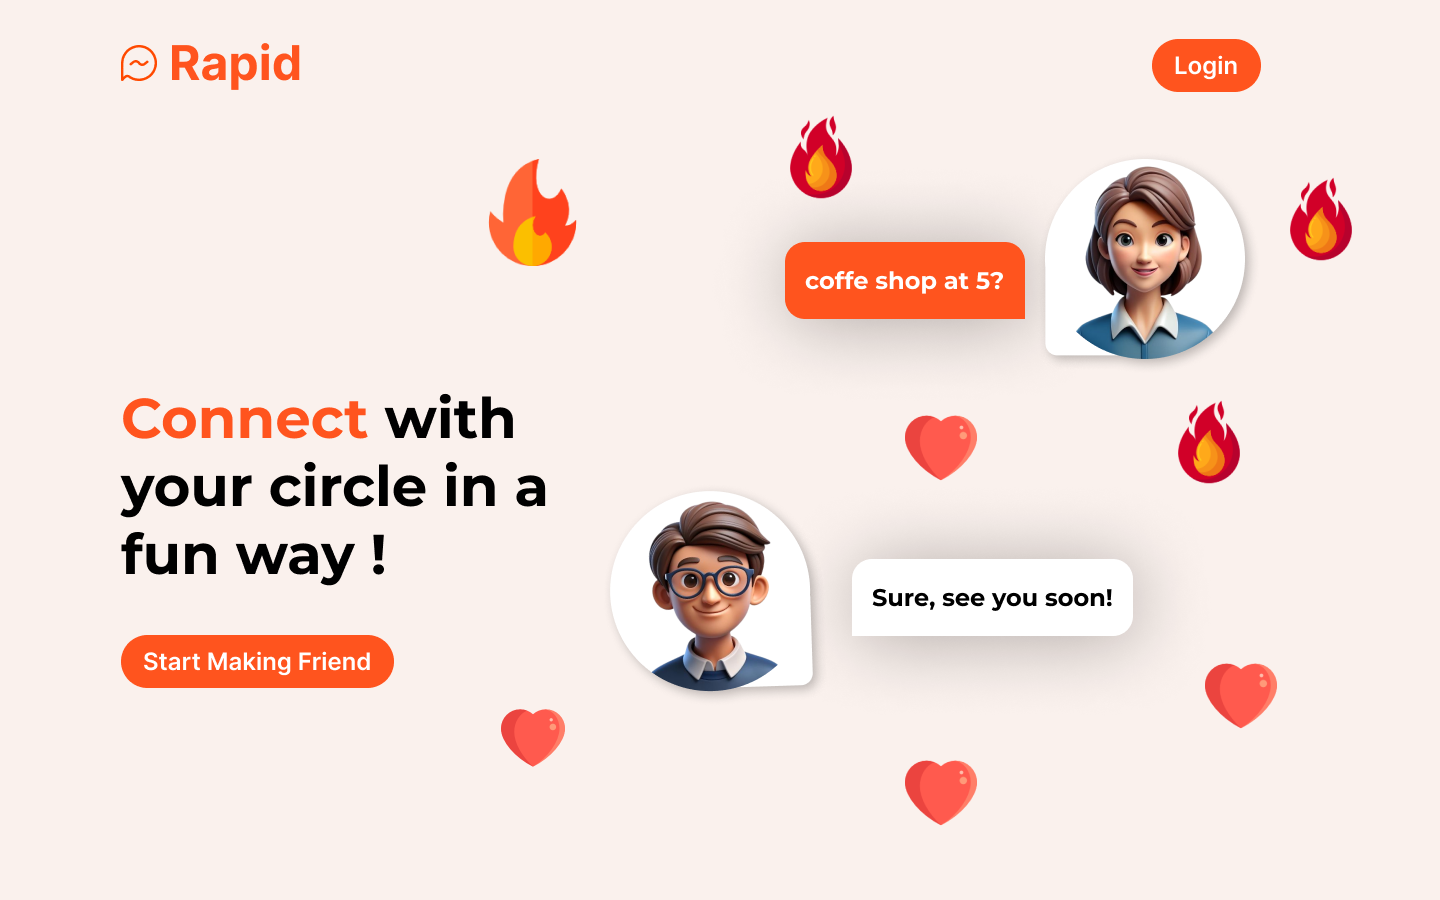 Rapid
Login
coffe shop at 5?
Connect with
your circle in a
fun way !
Sure, see you soon!
Start Making Friend